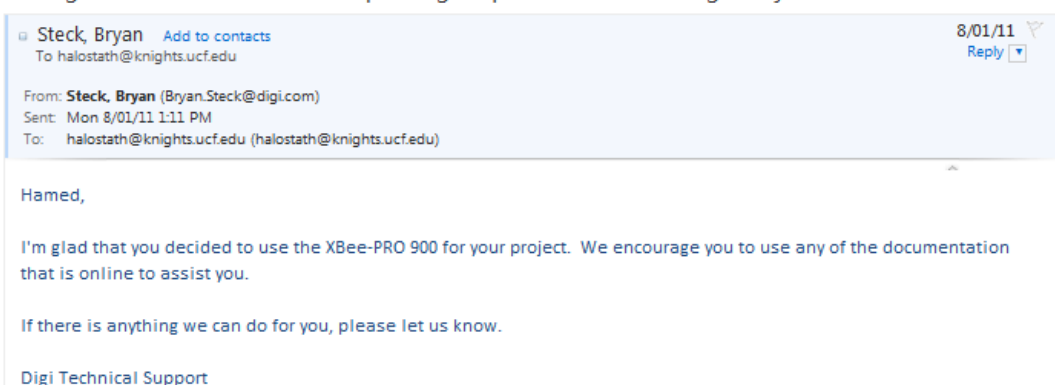 Steck, Bryan Add to contacts 8/01/11
To halostath@knights.ucf.edu Reply
From: Steck, Bryan (Bryan.Steck@digi.com)
Sent: Mon 8/01/11 1:11 PM
To: halostath@knights.ucf.edu (halostath@knights.ucf.edu)
Hamed,
I'm glad that you decided to use the XBee-PRO 900 for your project. We encourage you to use any of the documentation
that is online to assist you.
If there is anything we can do for you, please let us know.
Digi Technical Support